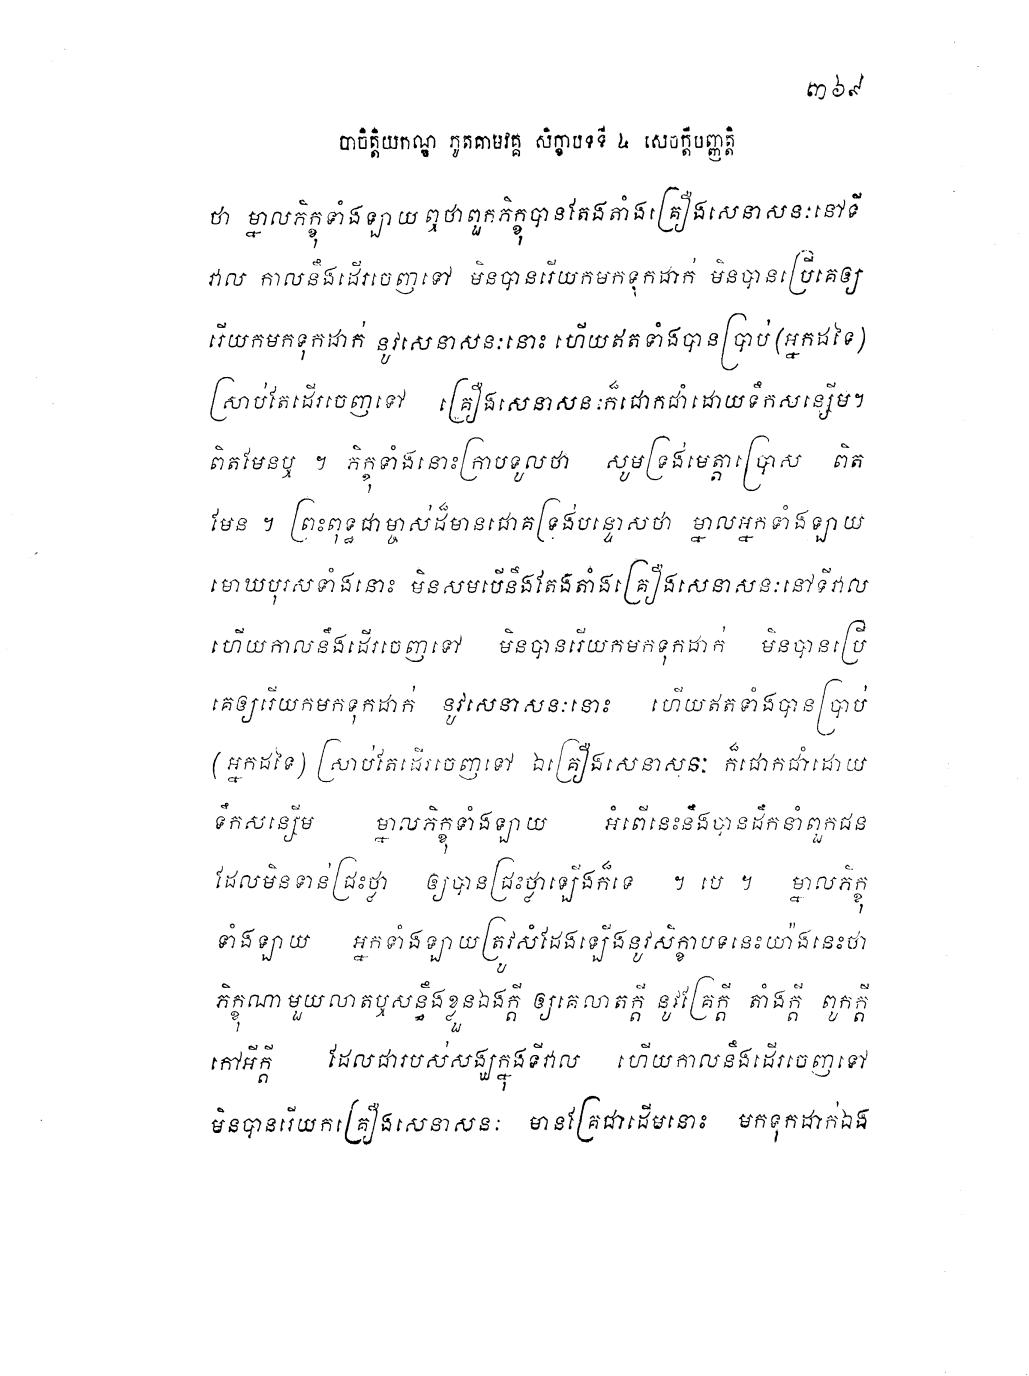 ៣៦៩
បាចិត្តិយកណ្ឌ ភូតគាមវគ្គ សិក្ខាបទទី ៤ សេចក្តីបញ្ញត្តិ
ថា ម្នាលភិក្ខុទាំងឡាយ ឮថាពួកភិក្ខុបានតែងតាំងគ្រឿងសេនាសនៈនៅទី
វាល កាលនឹងដើរចេញទៅ មិនបានរើយកមកទុកដាក់ មិនបានប្រើគេឲ្យ
រើយកមកទុកដាក់ នូវសេនាសនៈនោះ ហើយឥតទាំងបានប្រាប់ (អ្នកដទៃ)
ស្រាប់តែដើរចេញទៅ គ្រឿងសេនាសនៈក៏ជោកជាំដោយទឹកសន្សើម។
ពិតមែនឬ ។ ភិក្ខុទាំងនោះក្រាបទូលថា សូមទ្រង់មេត្តាប្រោស ពិត
មែន ។ ព្រះពុទ្ធជាម្ចាស់ដ៏មានជោគទ្រង់បន្ទោសថា ម្នាលអ្នកទាំងឡាយ
មោឃបុរសទាំងនោះ មិនសមបើនឹងតែងតាំងគ្រឿងសេនាសនៈនៅទីវាល
ហើយកាលនឹងដើរចេញទៅ មិនបានរើយកមកទុកដាក់ មិនបានប្រើ
គេឲ្យរើយកមកទុកដាក់ នូវសេនាសនៈនោះ ហើយឥតទាំងបានប្រាប់
(អ្នកដទៃ) ស្រាប់តែដើរចេញទៅ ឯគ្រឿងសេនាសនៈ ក៏ជោកជាំដោយ
ទឹកសន្សើម ម្នាលភិក្ខុទាំងឡាយ អំពើនេះនឹងបានដឹកនាំពួកជន
ដែលមិនទាន់ជ្រះថ្លា ឲ្យបានជ្រះថ្លាឡើងក៏ទេ ។ បេ ។ ម្នាលភិក្ខុ
ទាំងឡាយ អ្នកទាំងឡាយត្រូវសំដែងឡើងនូវសិក្ខាបទនេះយ៉ាងនេះថា
ភិក្ខុណាមួយលាតឬសន្ធឹងខ្លួនឯងក្តី ឲ្យគេលាតក្តី នូវគ្រែក្តី តាំងក្តី ពូកក្តី
កៅអីក្តី ដែលជារបស់សង្ឃក្នុងទីវាល ហើយកាលនឹងដើរចេញទៅ
មិនបានរើយកគ្រឿងសេនាសនៈ មានគ្រែជាដើមនោះ មកទុកដាក់ឯង